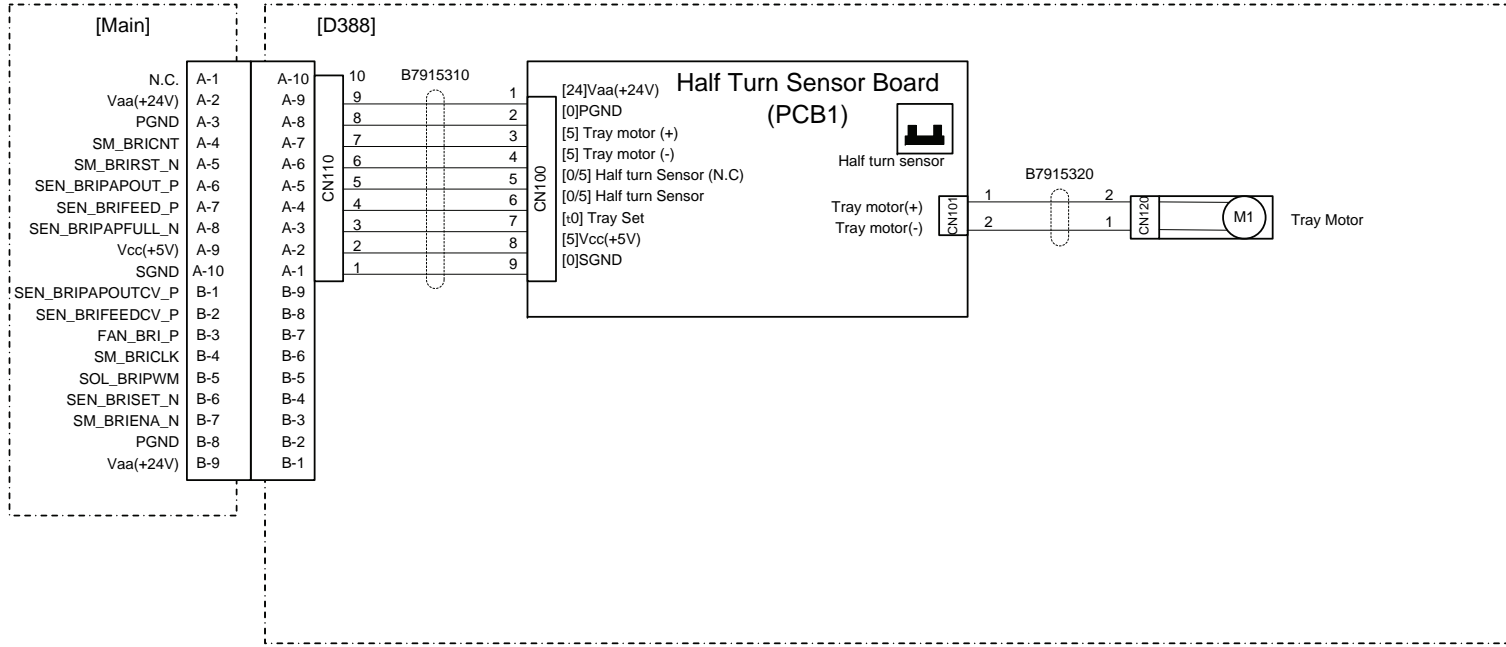 [Main]
[D388]
N.C. A-1 A-10 10
Vaa(+24V) A-2 A-9 9
PGND A-3 A-8 8
SM_BRICNT A-4 A-7 7
SM_BRIRST_N A-5 A-6 6
SEN_BRIPAPOUT_P A-6 A-5 5
SEN_BRIFEED_P A-7 A-4 4
SEN_BRIPAPFULL_N A-8 A-3 3
Vcc(+5V) A-9 A-2 2
SGND A-10 A-1 1
SEN_BRIPAPOUTCV_P B-1 B-9
SEN_BRIFEEDCV_P B-2 B-8
FAN_BRI_P B-3 B-7
SM_BRICLK B-4 B-6
SOL_BRIPWM B-5 B-5
SEN_BRISET_N B-6 B-4
SM_BRIENA_N B-7 B-3
PGND B-8 B-2
Vaa(+24V) B-9 B-1
CN110
B7915310
CN100
1 [24]Vaa(+24V)
2 [0]PGND
3 [5] Tray motor (+)
4 [5] Tray motor (-)
5 [0/5] Half turn Sensor (N.C)
6 [0/5] Half turn Sensor
7 [t0] Tray Set
8 [5]Vcc(+5V)
9 [0]SGND
Half Turn Sensor Board
(PCB1)
Half turn sensor
Tray motor(+) 1
Tray motor(-) 2
CN101
B7915320
2
1
CN120
M1
Tray Motor